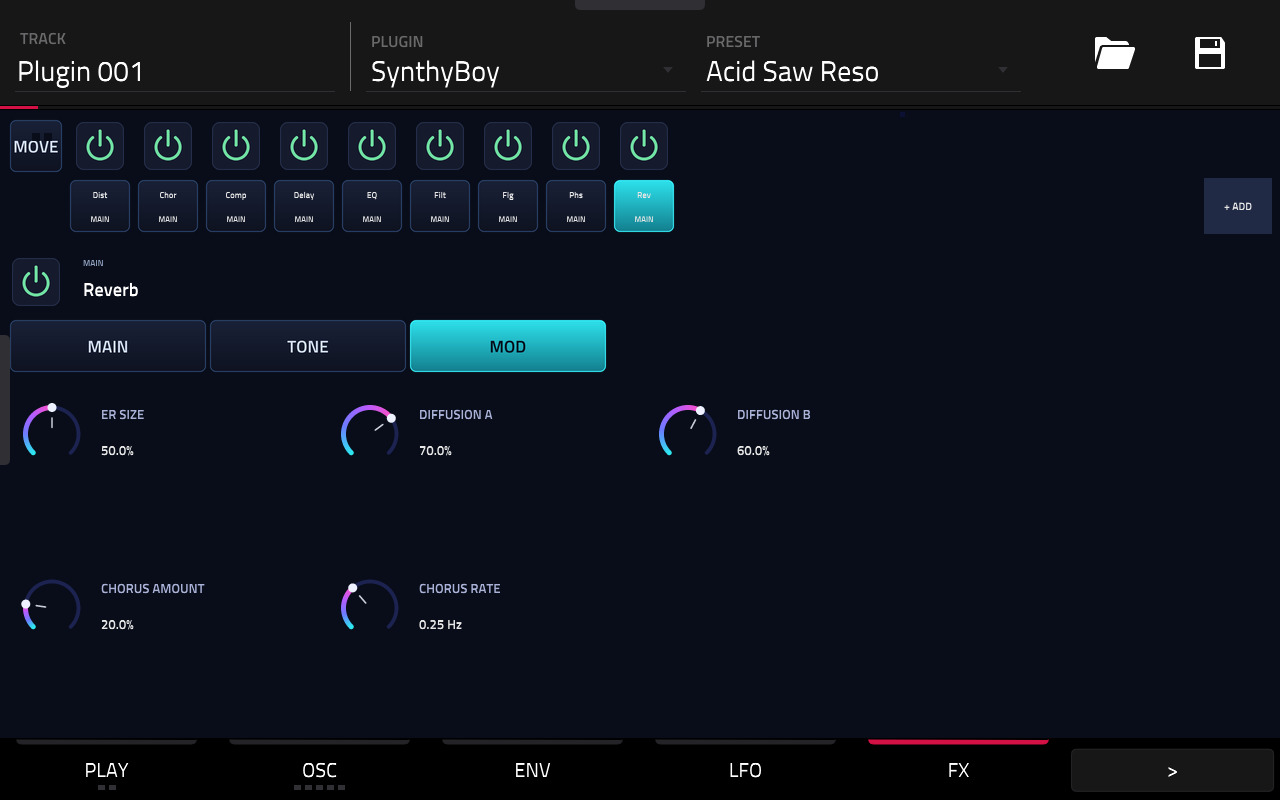 TRACK
Plugin 001
PLUGIN
SynthyBoy
PRESET
Acid Saw Reso
MOVE
Dist
MAIN
Chor
MAIN
Comp
MAIN
Delay
MAIN
EQ
MAIN
Filt
MAIN
Flg
MAIN
Phs
MAIN
Rev
MAIN
+ ADD
MAIN
Reverb
MAIN
TONE
MOD
ER SIZE
50.0%
DIFFUSION A
70.0%
DIFFUSION B
60.0%
CHORUS AMOUNT
20.0%
CHORUS RATE
0.25 Hz
PLAY
OSC
ENV
LFO
FX
>